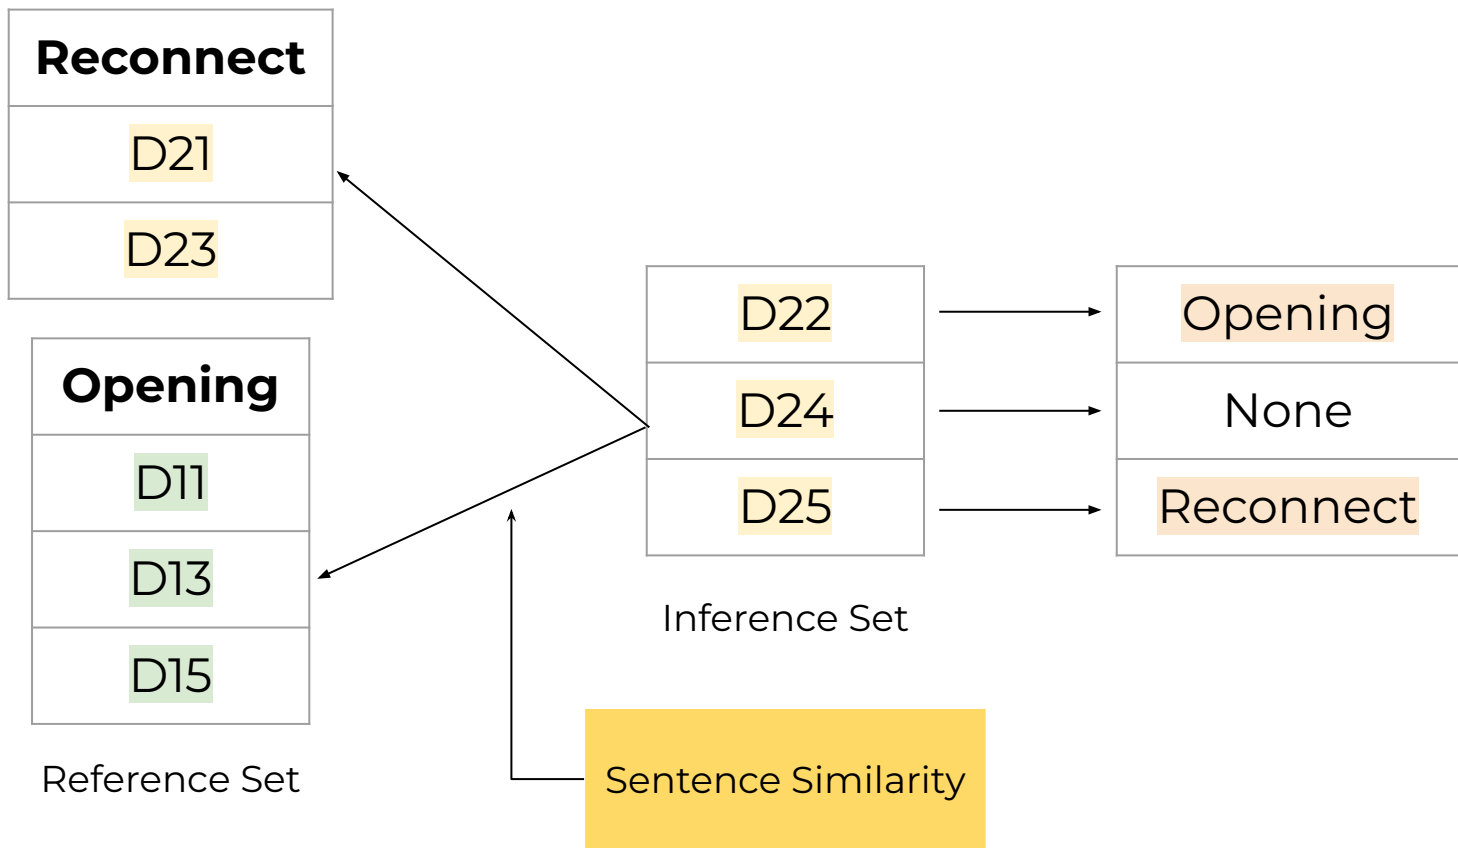 Reconnect
D21
D23
Opening
D11
D13
D15
Reference Set
D22
D24
D25
Inference Set
Opening
None
Reconnect
Sentence Similarity